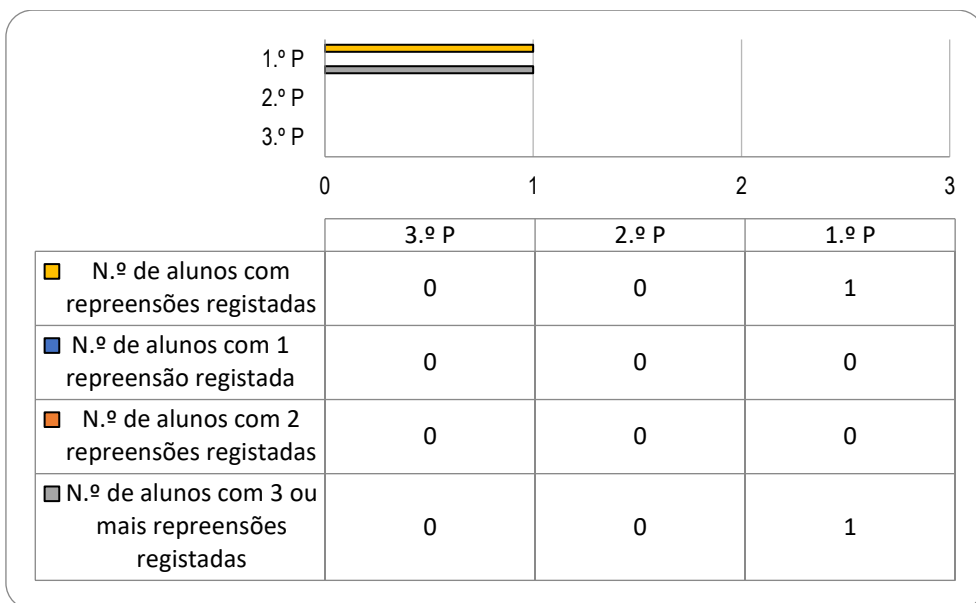 1.º P
2.º P
3.º P
0 1 2 3
3.º P 2.º P 1.º P
N.º de alunos com
repreensões registadas
0 0 1
N.º de alunos com 1
repreensão registada
0 0 0
N.º de alunos com 2
repreensões registadas
0 0 0
N.º de alunos com 3 ou
mais repreensões
registadas
0 0 1